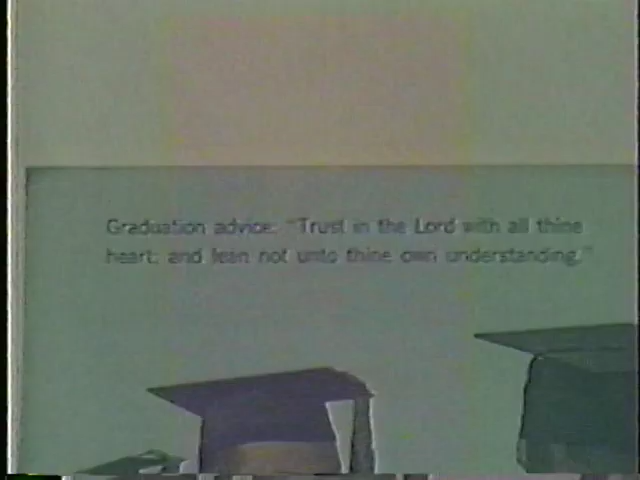 Graduation advice: "Trust in the Lord with all thine
heart; and lean not unto thine own understanding."